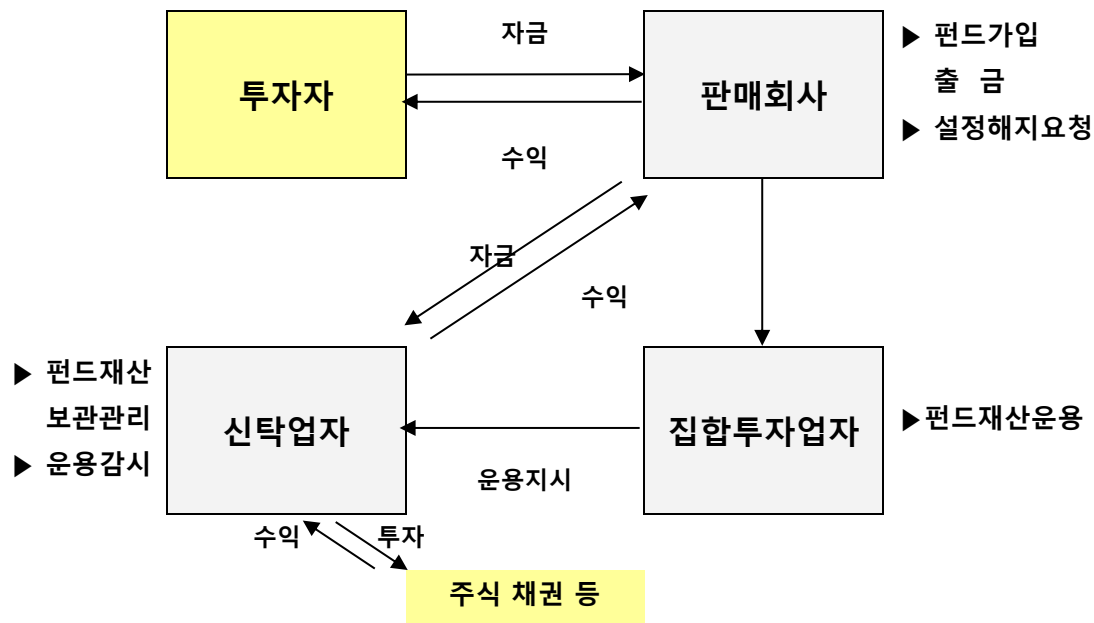 자금
▶ 펀드가입
출 금
투자자
판매회사
▶ 설정해지요청
수익
자금
수익
▶ 펀드재산
보관관리
▶ 운용감시
신탁업자
집합투자업자
▶펀드재산운용
운용지시
수익
투자
주식 채권 등